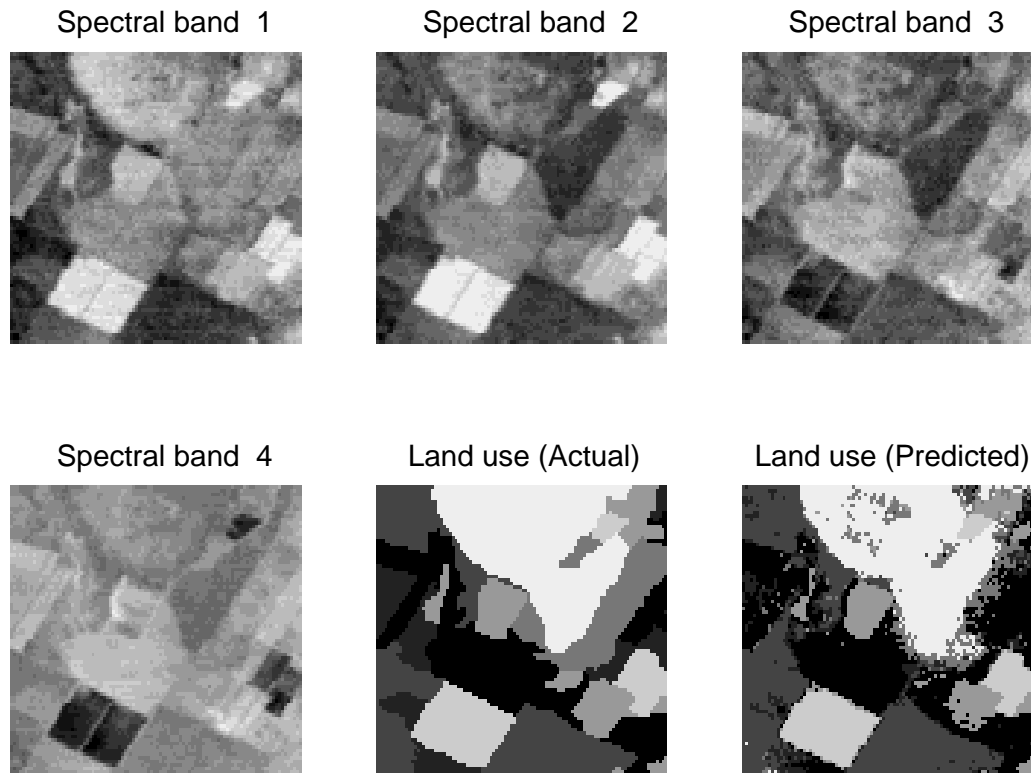 Spectral band  1
Spectral band  2
Spectral band  3
Spectral band  4
Land use (Actual)
Land use (Predicted)